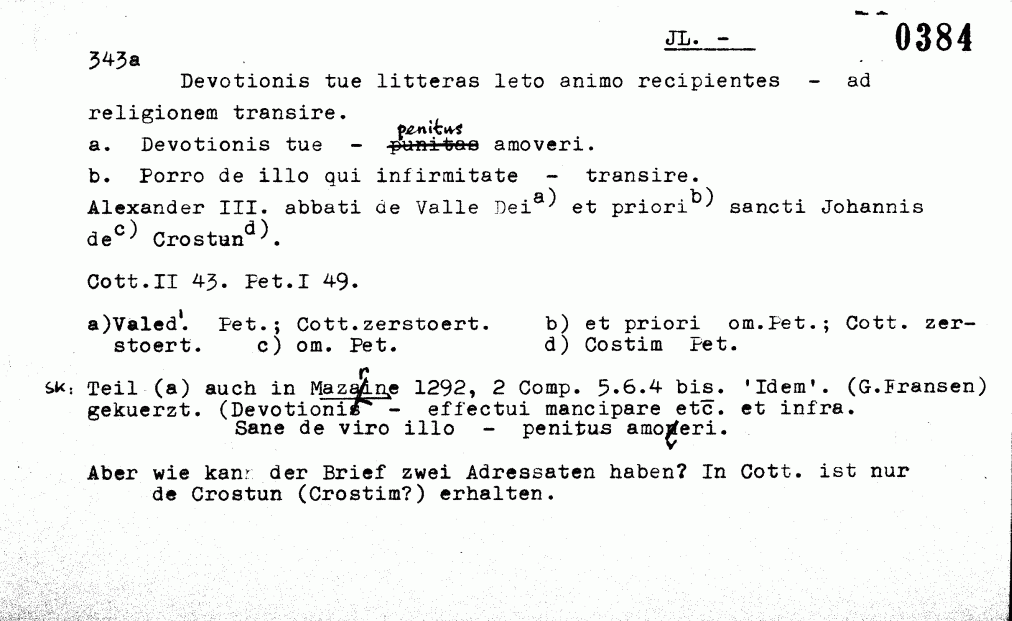 JL. -
0384
343a
Devotionis tue litteras leto animo recipientes - ad
religionem transire.
penitus
a. Devotionis tue - punitas amoveri.
b. Porro de illo qui infirmitate - transire.
Alexander III. abbati de Valle Dei a) et priori b) sancti Johannis
de c) Crostun d).
Cott.II 43. Pet.I 49.
a)Valed'. Pet.; Cott.zerstoert. b) et priori om.Pet.; Cott. zer-
stoert. c) om. Pet. d) Costim Pet.
SK: Teil (a) auch in Mazarine 1292, 2 Comp. 5.6.4 bis. 'Idem'. (G.Fransen)
gekuerzt. (Devotionis - effectui mancipare etc̄. et infra.
Sane de viro illo - penitus amoveri.
Aber wie kann der Brief zwei Adressaten haben? In Cott. ist nur
de Crostun (Crostim?) erhalten.